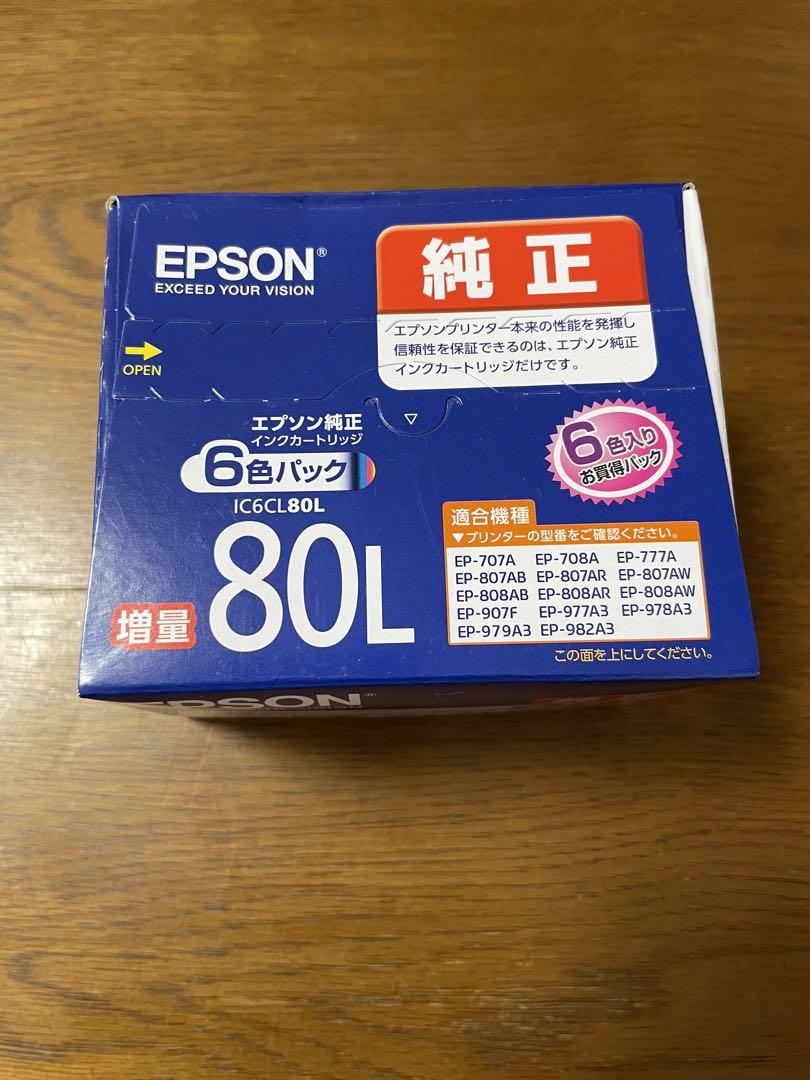 EPSON®
EXCEED YOUR VISION
純正
エプソンプリンター本来の性能を発揮し
信頼性を保証できるのは、エプソン純正
インクカートリッジだけです。
OPEN
エプソン純正
インクカートリッジ
6色パック
IC6CL80L
増量 80L
6色入り
お買得パック
適合機種
▼プリンターの型番をご確認ください。
EP-707A EP-708A EP-777A
EP-807AB EP-807AR EP-807AW
EP-808AB EP-808AR EP-808AW
EP-907F EP-977A3 EP-978A3
EP-979A3 EP-982A3
この面を上にしてください。
EPSON®